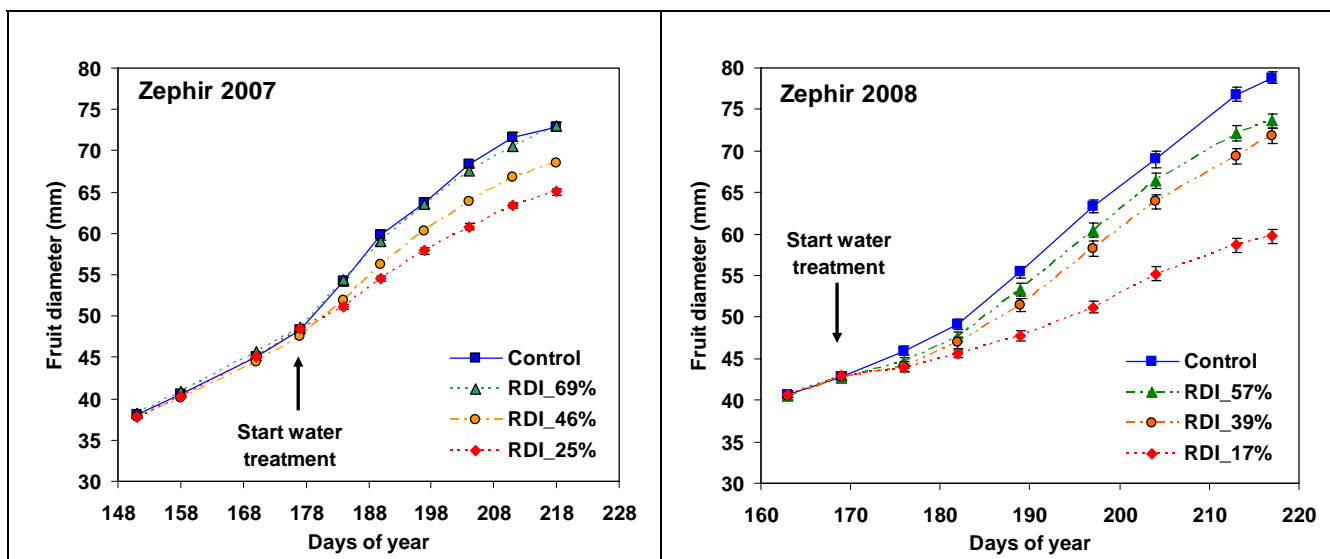 Zephir 2007
Fruit diameter (mm)
80
75
70
65
60
55
50
45
40
35
30
Start water
treatment
Control
RDI_69%
RDI_46%
RDI_25%
148 158 168 178 188 198 208 218 228
Days of year
Zephir 2008
Fruit diameter (mm)
80
75
70
65
60
55
50
45
40
35
30
Start water
treatment
Control
RDI_57%
RDI_39%
RDI_17%
160 170 180 190 200 210 220
Days of year